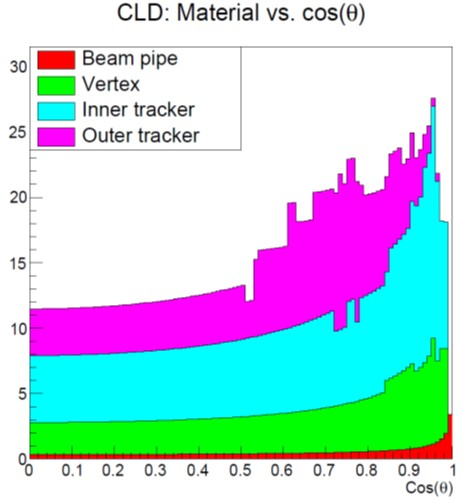 CLD: Material vs. cos(θ)
30
25
20
15
10
5
0
Beam pipe
Vertex
Inner tracker
Outer tracker
0 0.1 0.2 0.3 0.4 0.5 0.6 0.7 0.8 0.9 1
Cos(θ)